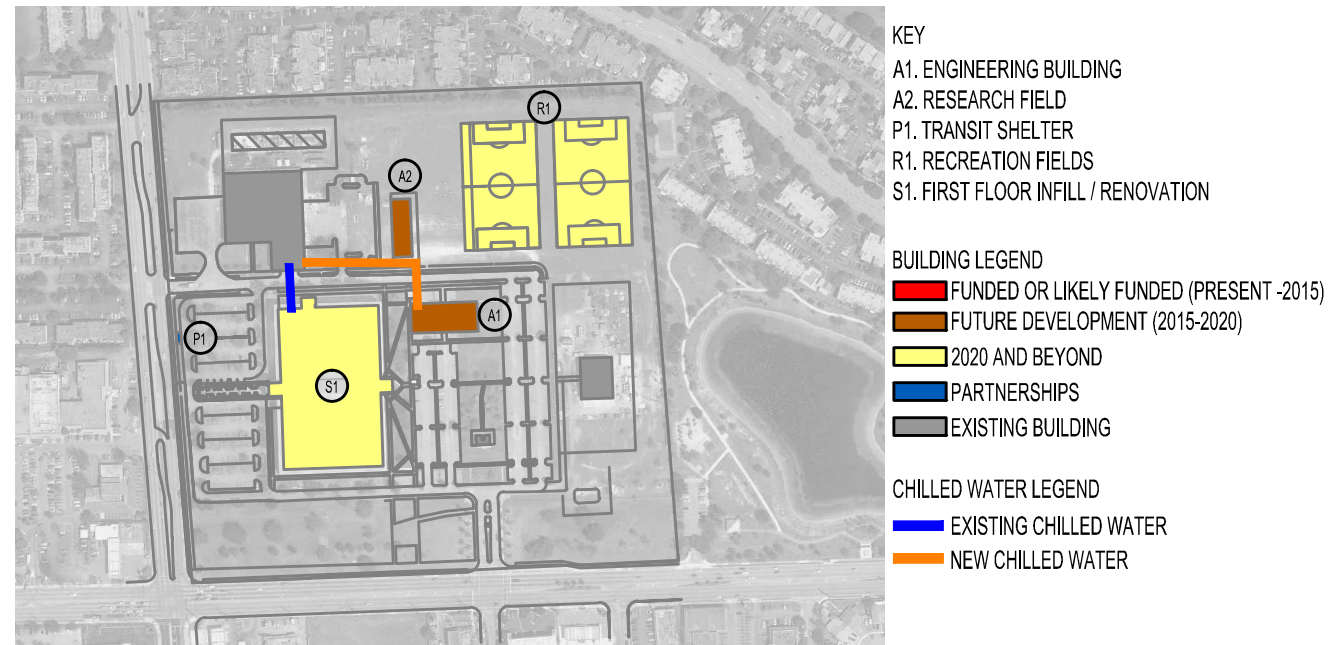 R1
A2
A1
P1
S1
KEY
A1. ENGINEERING BUILDING
A2. RESEARCH FIELD
P1. TRANSIT SHELTER
R1. RECREATION FIELDS
S1. FIRST FLOOR INFILL / RENOVATION
BUILDING LEGEND
FUNDED OR LIKELY FUNDED (PRESENT -2015)
FUTURE DEVELOPMENT (2015-2020)
2020 AND BEYOND
PARTNERSHIPS
EXISTING BUILDING
CHILLED WATER LEGEND
EXISTING CHILLED WATER
NEW CHILLED WATER